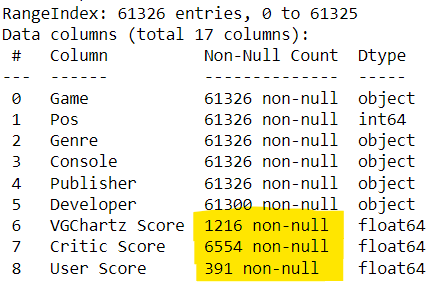 RangeIndex: 61326 entries, 0 to 61325
Data columns (total 17 columns):
 #   Column          Non-Null Count  Dtype
---  ------          --------------  -----
 0   Game            61326 non-null  object
 1   Pos             61326 non-null  int64
 2   Genre           61326 non-null  object
 3   Console         61326 non-null  object
 4   Publisher       61326 non-null  object
 5   Developer       61300 non-null  object
 6   VGChartz Score  1216 non-null   float64
 7   Critic Score    6554 non-null   float64
 8   User Score      391 non-null    float64